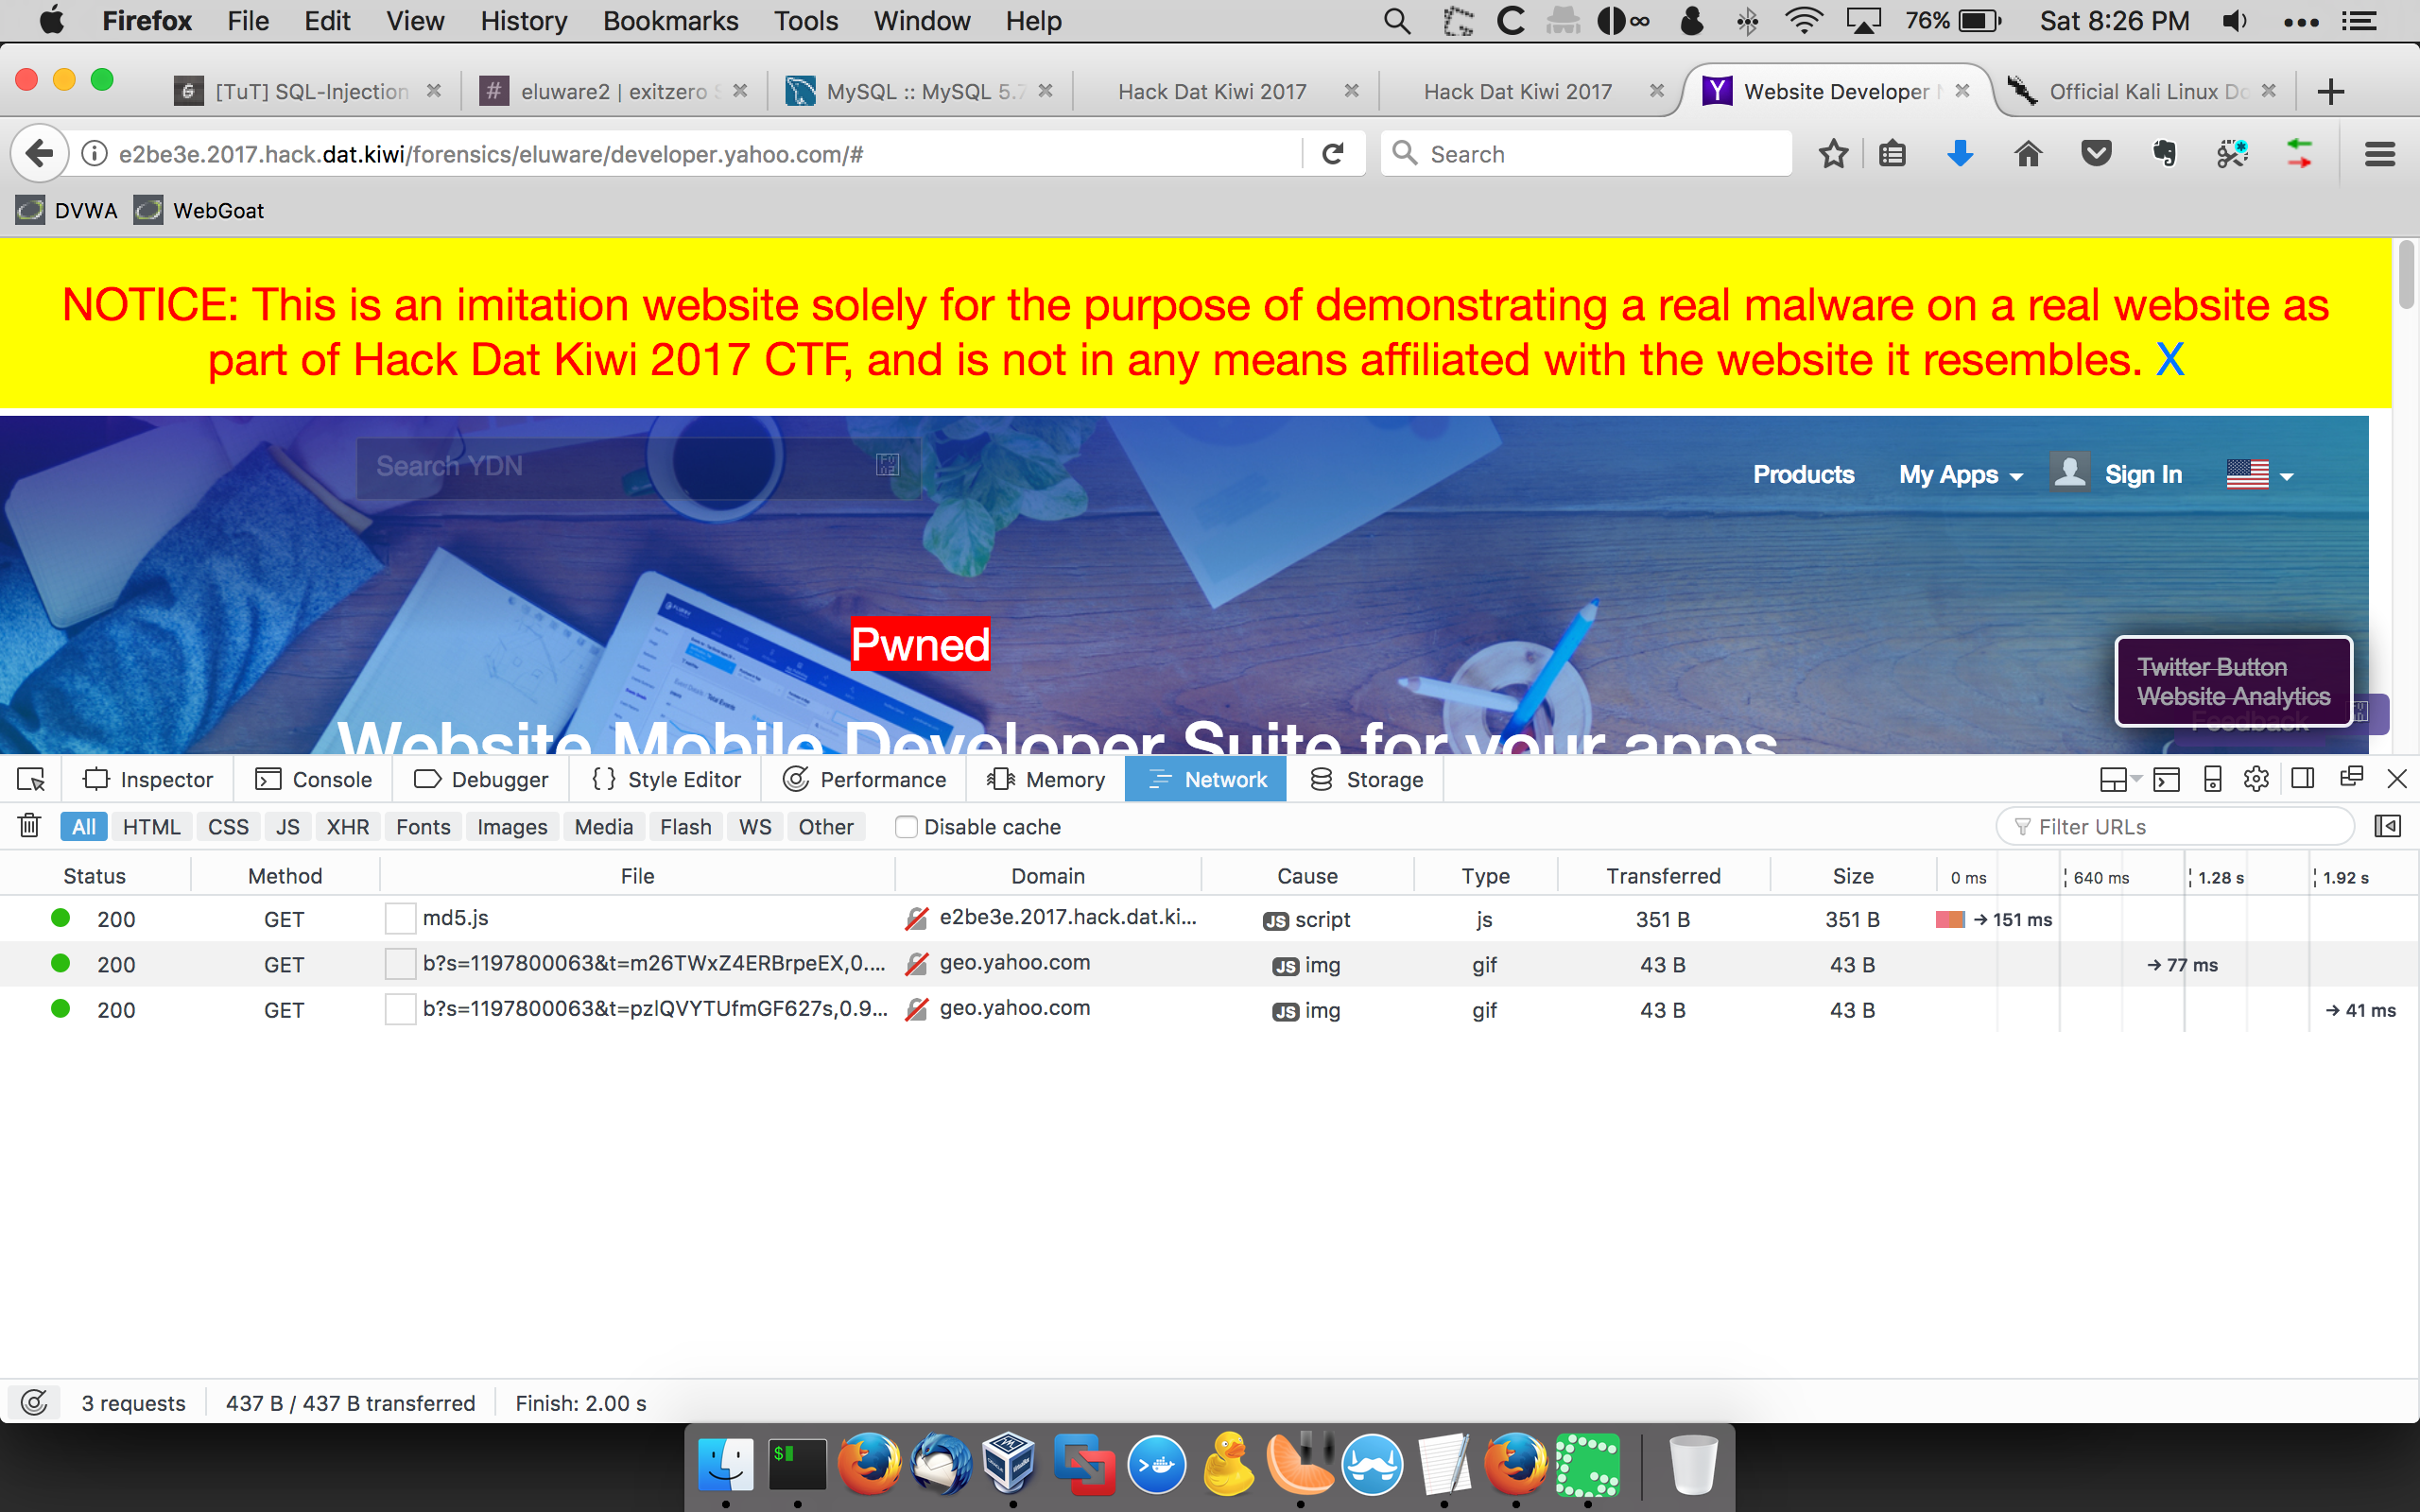 Firefox File Edit View History Bookmarks Tools Window Help 76% Sat 8:26 PM
[TuT] SQL-Injection eluware2 | exitzero MySQL :: MySQL 5.7 Hack Dat Kiwi 2017 Hack Dat Kiwi 2017 Website Developer Official Kali Linux Do
e2be3e.2017.hack.dat.kiwi/forensics/eluware/developer.yahoo.com/# Search
DVWA WebGoat
NOTICE: This is an imitation website solely for the purpose of demonstrating a real malware on a real website as
part of Hack Dat Kiwi 2017 CTF, and is not in any means affiliated with the website it resembles. X
Search YDN Products My Apps Sign In
Pwned
Twitter Button
Website Analytics
Feedback
Website Mobile Developer Suite for your apps
Inspector Console Debugger Style Editor Performance Memory Network Storage
All HTML CSS JS XHR Fonts Images Media Flash WS Other Disable cache Filter URLs
Status Method File Domain Cause Type Transferred Size 0 ms 640 ms 1.28 s 1.92 s
200 GET md5.js e2be3e.2017.hack.dat.ki... JS script js 351 B 351 B → 151 ms
200 GET b?s=1197800063&t=m26TWxZ4ERBrpeEX,0.... geo.yahoo.com JS img gif 43 B 43 B → 77 ms
200 GET b?s=1197800063&t=pzlQVYTUfmGF627s,0.9... geo.yahoo.com JS img gif 43 B 43 B → 41 ms
3 requests 437 B / 437 B transferred Finish: 2.00 s